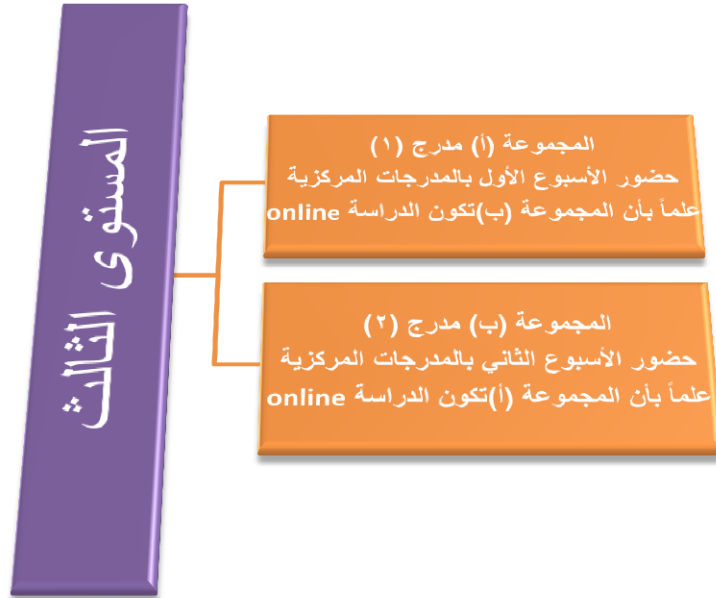 المستوى الثالث
المجموعة (أ) مدرج (١)
حضور الأسبوع الأول بالمدرجات المركزية
علماً بأن المجموعة (ب)تكون الدراسة online
المجموعة (ب) مدرج (٢)
حضور الأسبوع الثاني بالمدرجات المركزية
علماً بأن المجموعة (أ)تكون الدراسة online